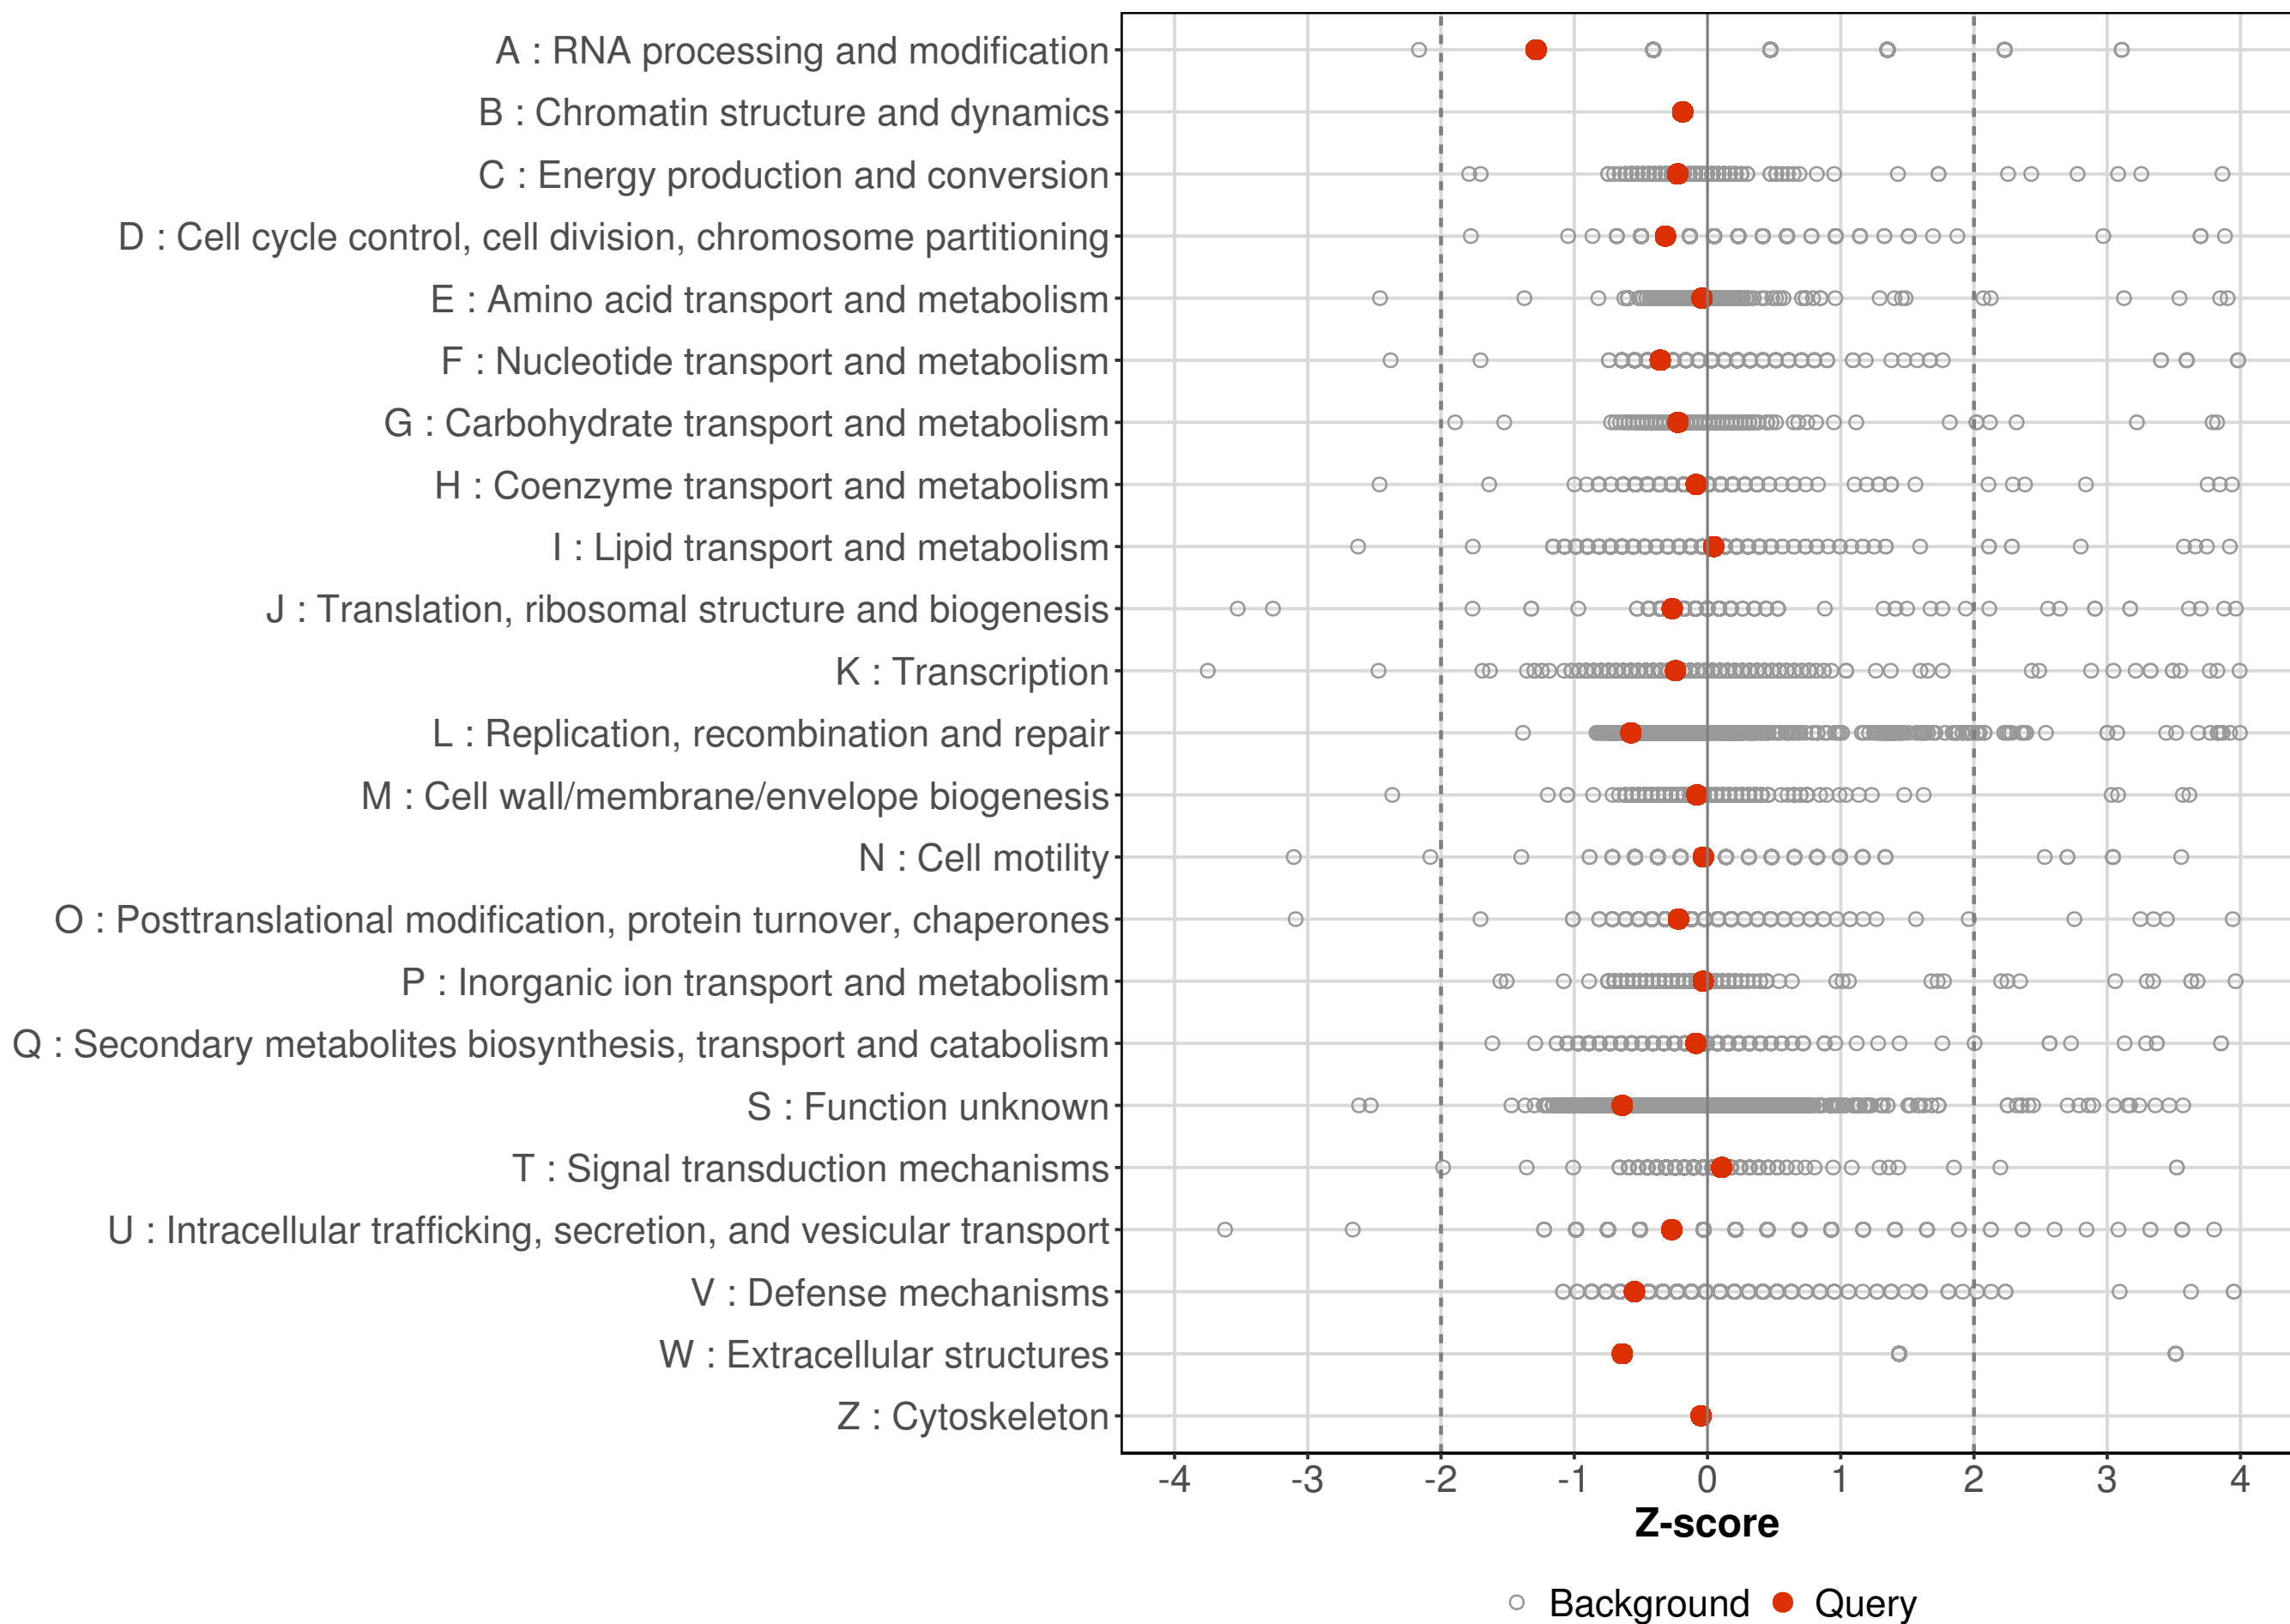 A : RNA processing and modification
B : Chromatin structure and dynamics
C : Energy production and conversion
D : Cell cycle control, cell division, chromosome partitioning
E : Amino acid transport and metabolism
F : Nucleotide transport and metabolism
G : Carbohydrate transport and metabolism
H : Coenzyme transport and metabolism
I : Lipid transport and metabolism
J : Translation, ribosomal structure and biogenesis
K : Transcription
L : Replication, recombination and repair
M : Cell wall/membrane/envelope biogenesis
N : Cell motility
O : Posttranslational modification, protein turnover, chaperones
P : Inorganic ion transport and metabolism
Q : Secondary metabolites biosynthesis, transport and catabolism
S : Function unknown
T : Signal transduction mechanisms
U : Intracellular trafficking, secretion, and vesicular transport
V : Defense mechanisms
W : Extracellular structures
Z : Cytoskeleton
-4 -3 -2 -1 0 1 2 3 4
Z-score
Background Query